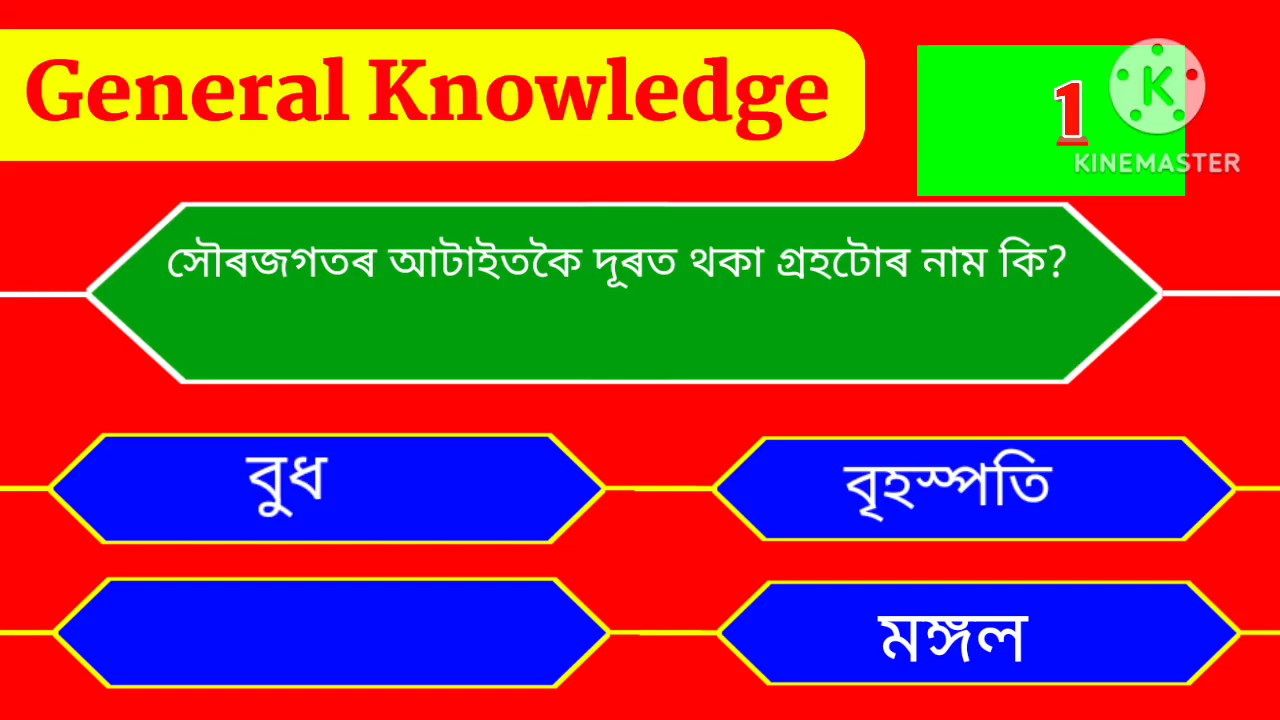 General Knowledge
1
KINEMASTER
সৌৰজগতৰ আটাইতকৈ দূৰত থকা গ্ৰহটোৰ নাম কি?
বুধ
বৃহস্পতি
মঙ্গল